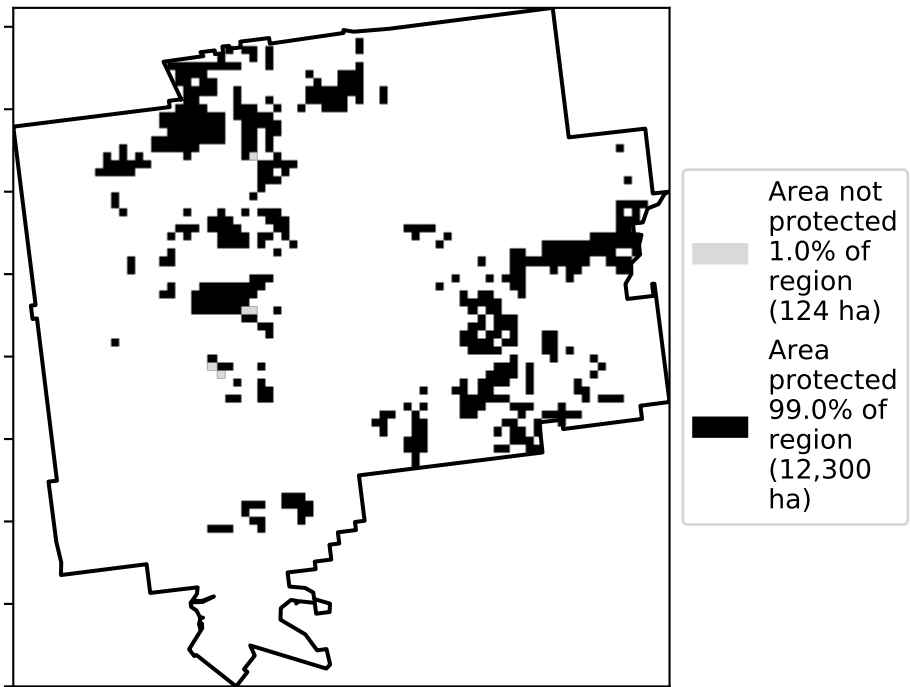 Area not
protected
1.0% of
region
(124 ha)
Area
protected
99.0% of
region
(12,300
ha)